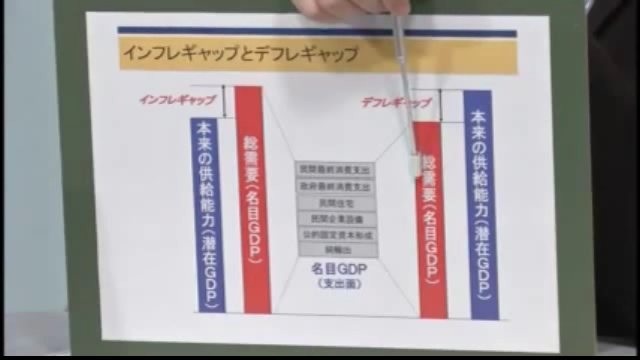 インフレギャップとデフレギャップ
インフレギャップ
本来の供給能力(潜在GDP)
総需要(名目GDP)
民間最終消費支出
政府最終消費支出
民間住宅
民間企業設備
公的固定資本形成
純輸出
名目GDP
(支出面)
デフレギャップ
総需要(名目GDP)
本来の供給能力(潜在GDP)